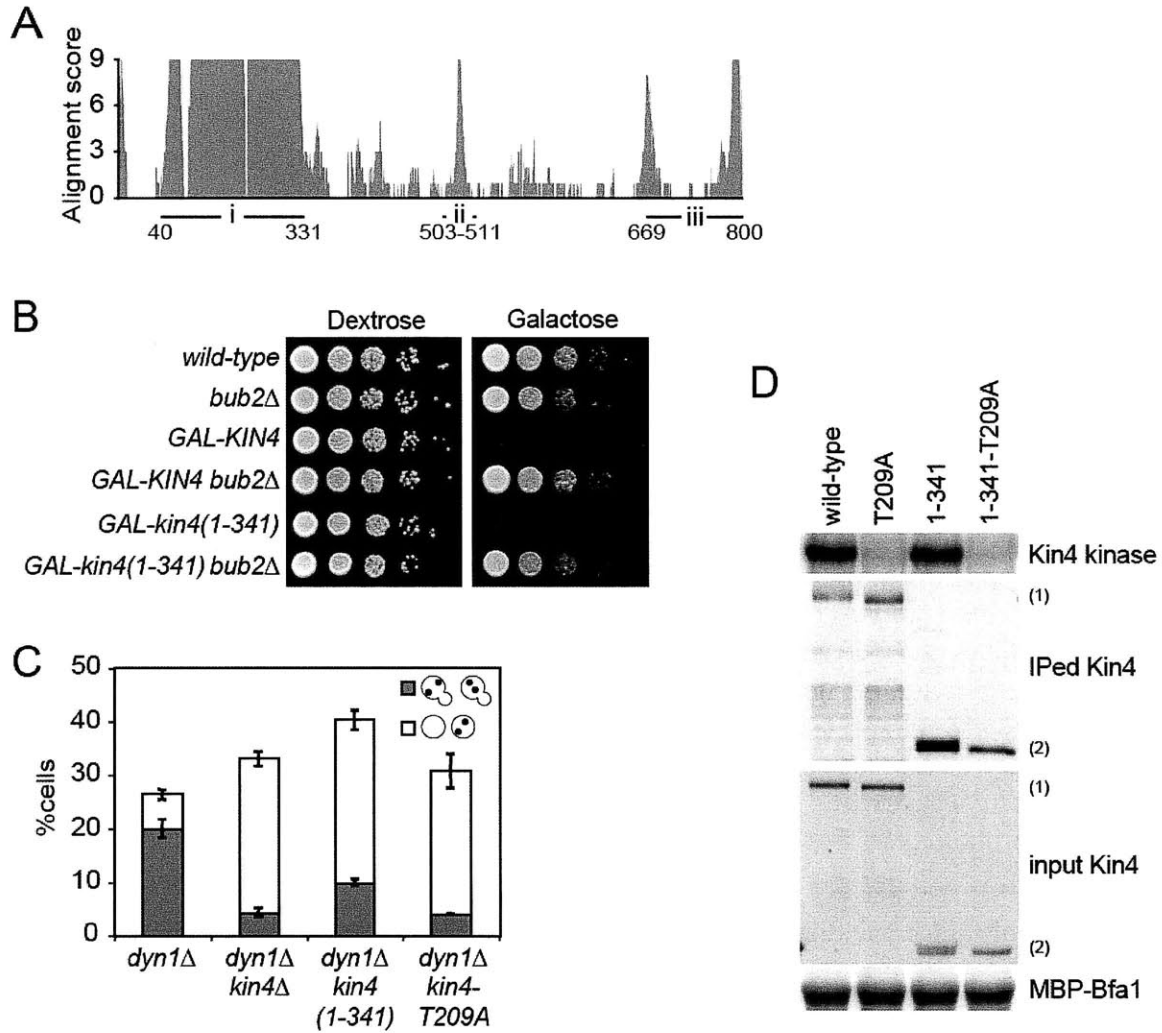 A
Alignment score
9
6
3
0
i
ii
iii
40
331
503-511
669
800
B
Dextrose
Galactose
wild-type
bub2Δ
GAL-KIN4
GAL-KIN4 bub2Δ
GAL-kin4(1-341)
GAL-kin4(1-341) bub2Δ
C
%cells
50
40
30
20
10
0
dyn1Δ
dyn1Δ
kin4Δ
dyn1Δ
kin4
(1-341)
dyn1Δ
kin4-
T209A
D
wild-type
T209A
1-341
1-341-T209A
Kin4 kinase
(1)
IPed Kin4
(2)
(1)
input Kin4
(2)
MBP-Bfa1